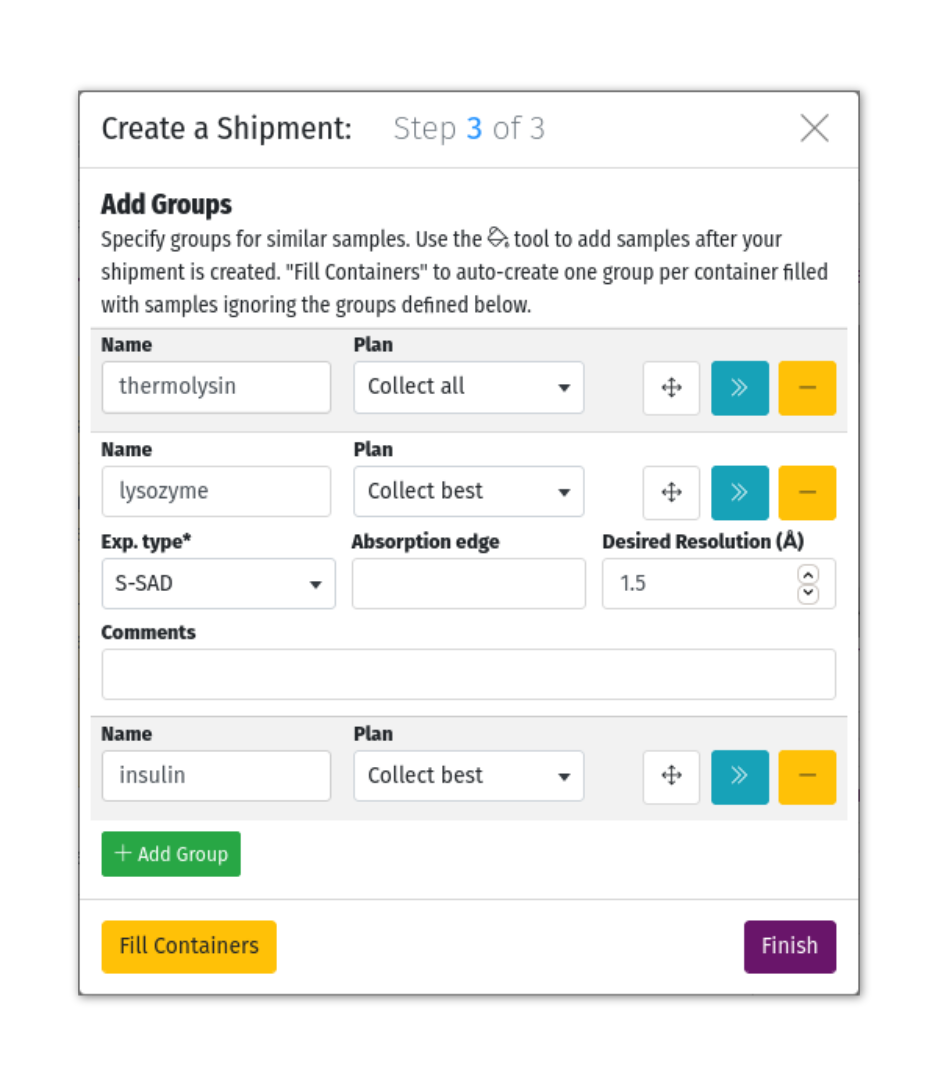 Create a Shipment: Step 3 of 3
Add Groups
Specify groups for similar samples. Use the tool to add samples after your
shipment is created. "Fill Containers" to auto-create one group per container filled
with samples ignoring the groups defined below.
Name Plan
thermolysin Collect all
Name Plan
lysozyme Collect best
Exp. type* Absorption edge Desired Resolution (Å)
S-SAD 1.5
Comments
Name Plan
insulin Collect best
+ Add Group
Fill Containers Finish